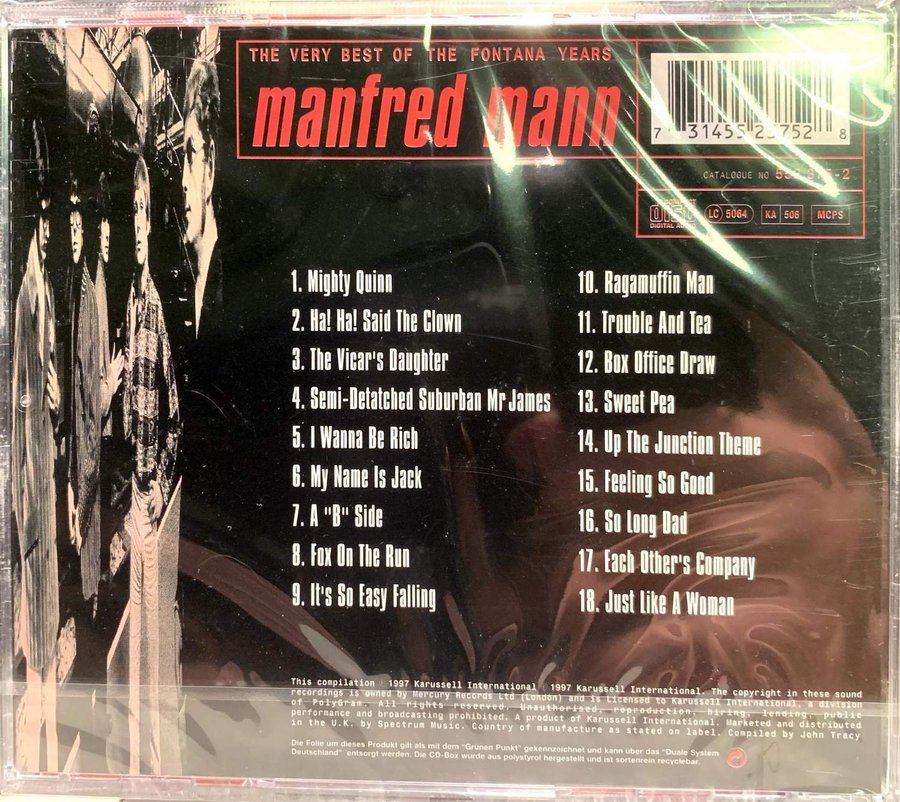 THE VERY BEST OF THE FONTANA YEARS
manfred mann
7 31455 23752 8
CATALOGUE NO
COMPACT
DISC
DIGITAL AUDIO
LC 5064
KA 506
MCPS
1. Mighty Quinn
2. Ha! Ha! Said The Clown
3. The Vicar's Daughter
4. Semi-Detatched Suburban Mr James
5. I Wanna Be Rich
6. My Name Is Jack
7. A "B" Side
8. Fox On The Run
9. It's So Easy Falling
10. Ragamuffin Man
11. Trouble And Tea
12. Box Office Draw
13. Sweet Pea
14. Up The Junction Theme
15. Feeling So Good
16. So Long Dad
17. Each Other's Company
18. Just Like A Woman
This compilation 1997 Karussell International 1997 Karussell International. The copyright in these sound
recordings is owned by Mercury Records Ltd (London) and is Licensed to Karussell International, a division
of PolyGram. All rights reserved. Unauthorised, reproduction, hiring, lending, public
performance and broadcasting prohibited. A product of Karussell International. Marketed and distributed
in the U.K. by Spectrum Music. Country of manufacture as stated on label. Compiled by John Tracy
Die Folie um dieses Produkt gilt als mit dem "Grünen Punkt" gekennzeichnet und kann über das "Duale System
Deutschland" entsorgt werden. Die CD-Box wurde aus polystyrol hergestellt und ist sortenrein recyclebar.